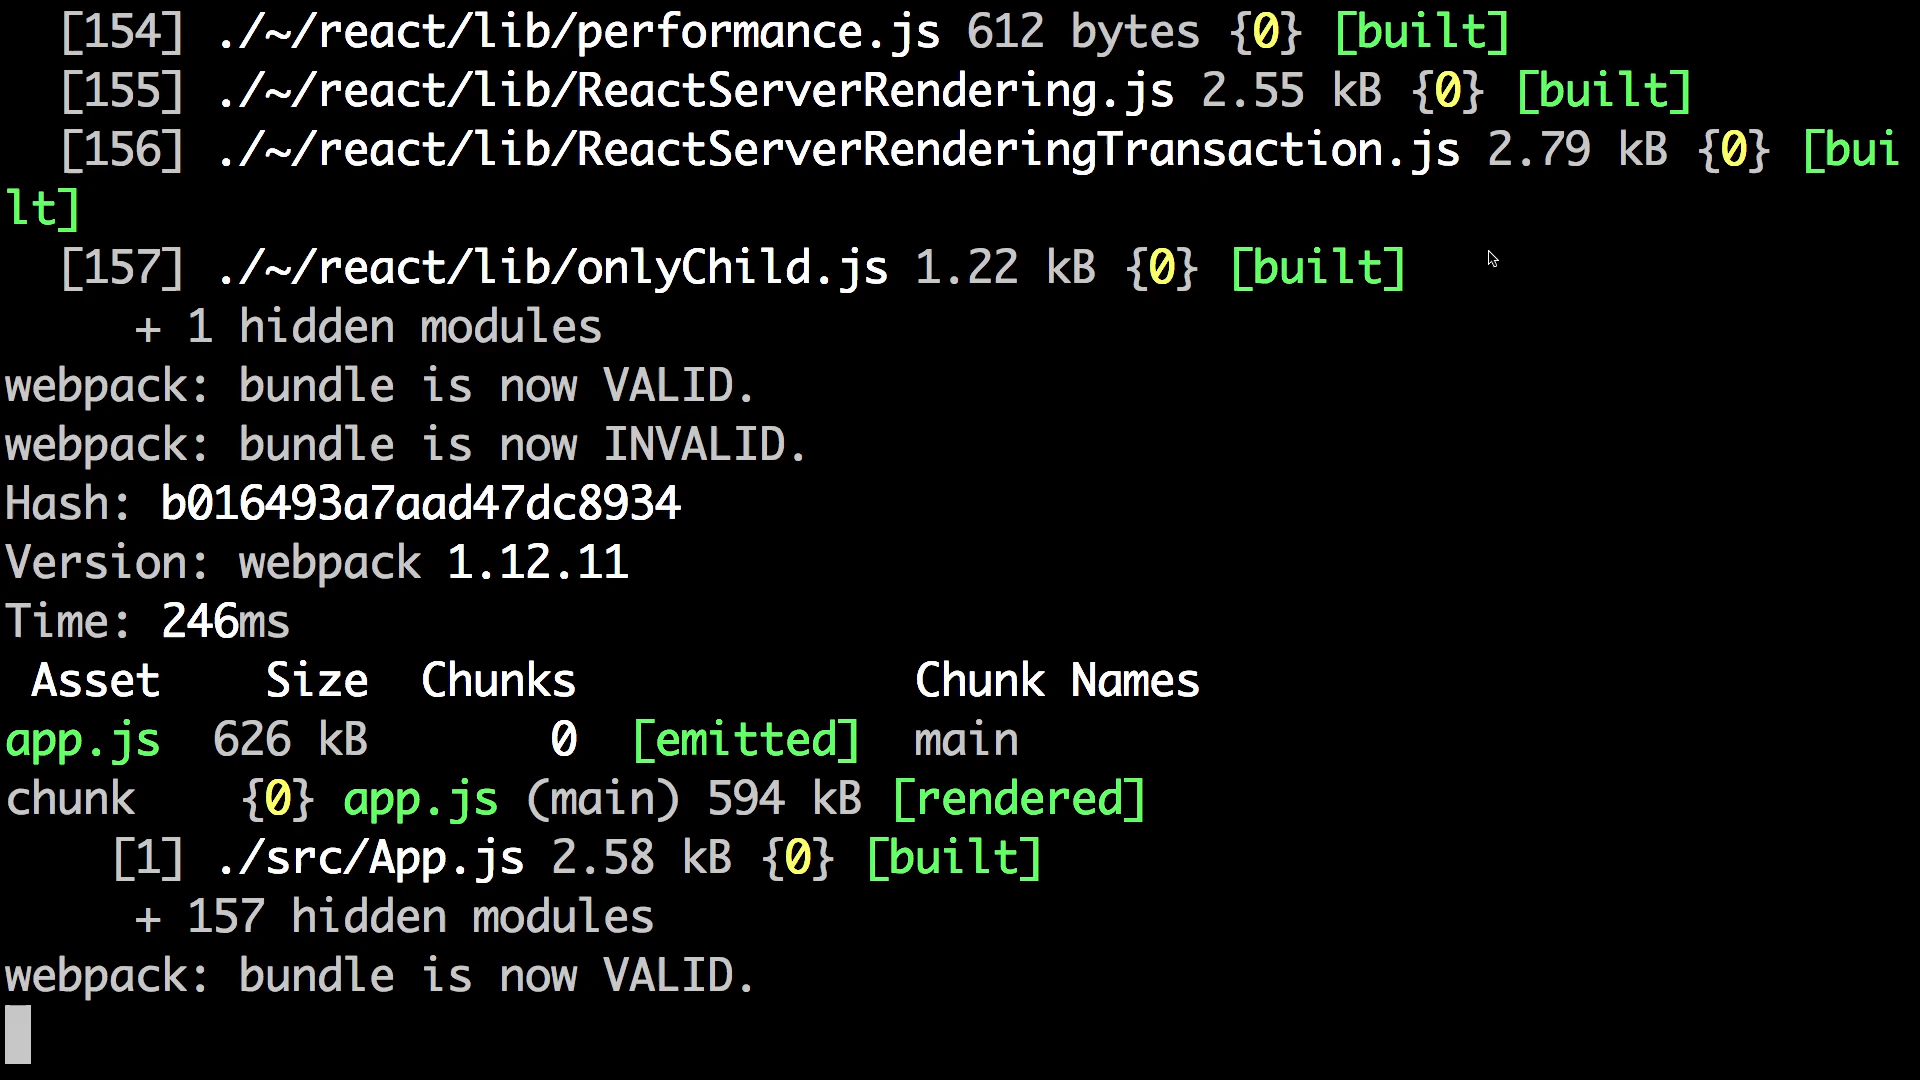 [154] ./~/react/lib/performance.js 612 bytes {0} [built]
[155] ./~/react/lib/ReactServerRendering.js 2.55 kB {0} [built]
[156] ./~/react/lib/ReactServerRenderingTransaction.js 2.79 kB {0} [bui
lt]
[157] ./~/react/lib/onlyChild.js 1.22 kB {0} [built]
+ 1 hidden modules
webpack: bundle is now VALID.
webpack: bundle is now INVALID.
Hash: b016493a7aad47dc8934
Version: webpack 1.12.11
Time: 246ms
Asset Size Chunks Chunk Names
app.js 626 kB 0 [emitted] main
chunk {0} app.js (main) 594 kB [rendered]
[1] ./src/App.js 2.58 kB {0} [built]
+ 157 hidden modules
webpack: bundle is now VALID.